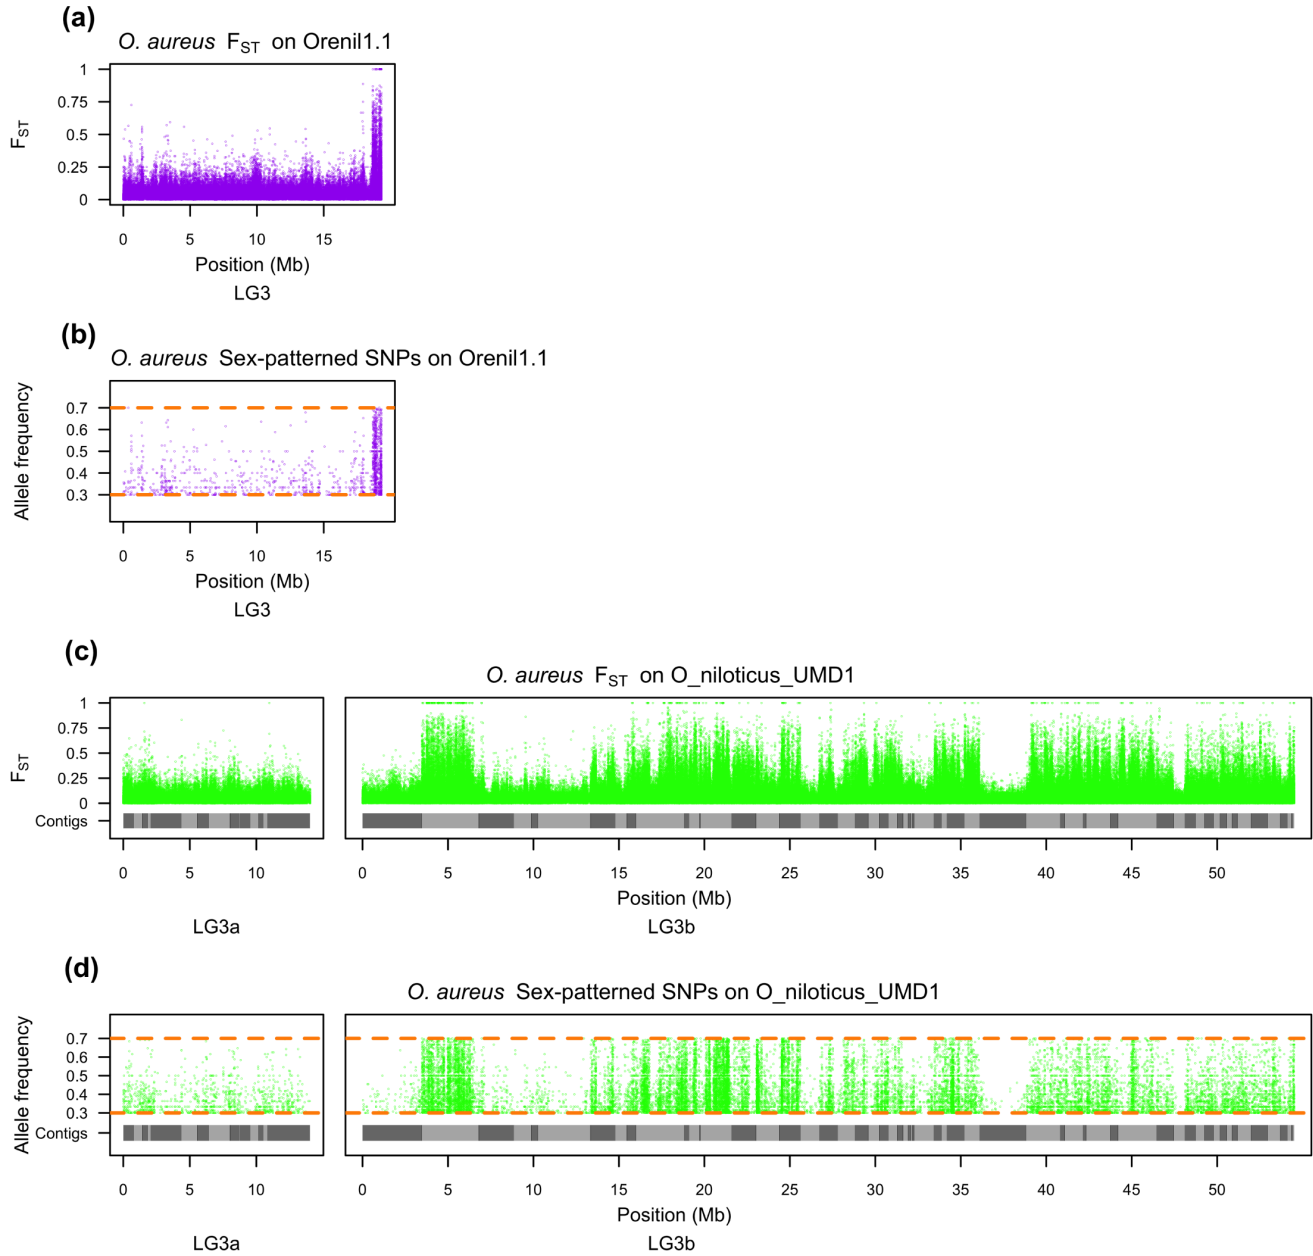 (a)
O. aureus FST on Orenil1.1
FST
1
0.75
0.5
0.25
0
0 5 10 15
Position (Mb)
LG3
(b)
O. aureus Sex-patterned SNPs on Orenil1.1
Allele frequency
0.7
0.6
0.5
0.4
0.3
0 5 10 15
Position (Mb)
LG3
(c)
O. aureus FST on O_niloticus_UMD1
FST
1
0.75
0.5
0.25
0
Contigs
0 5 10 0 5 10 15 20 25 30 35 40 45 50
Position (Mb)
LG3a LG3b
(d)
O. aureus Sex-patterned SNPs on O_niloticus_UMD1
Allele frequency
0.7
0.6
0.5
0.4
0.3
Contigs
0 5 10 0 5 10 15 20 25 30 35 40 45 50
Position (Mb)
LG3a LG3b